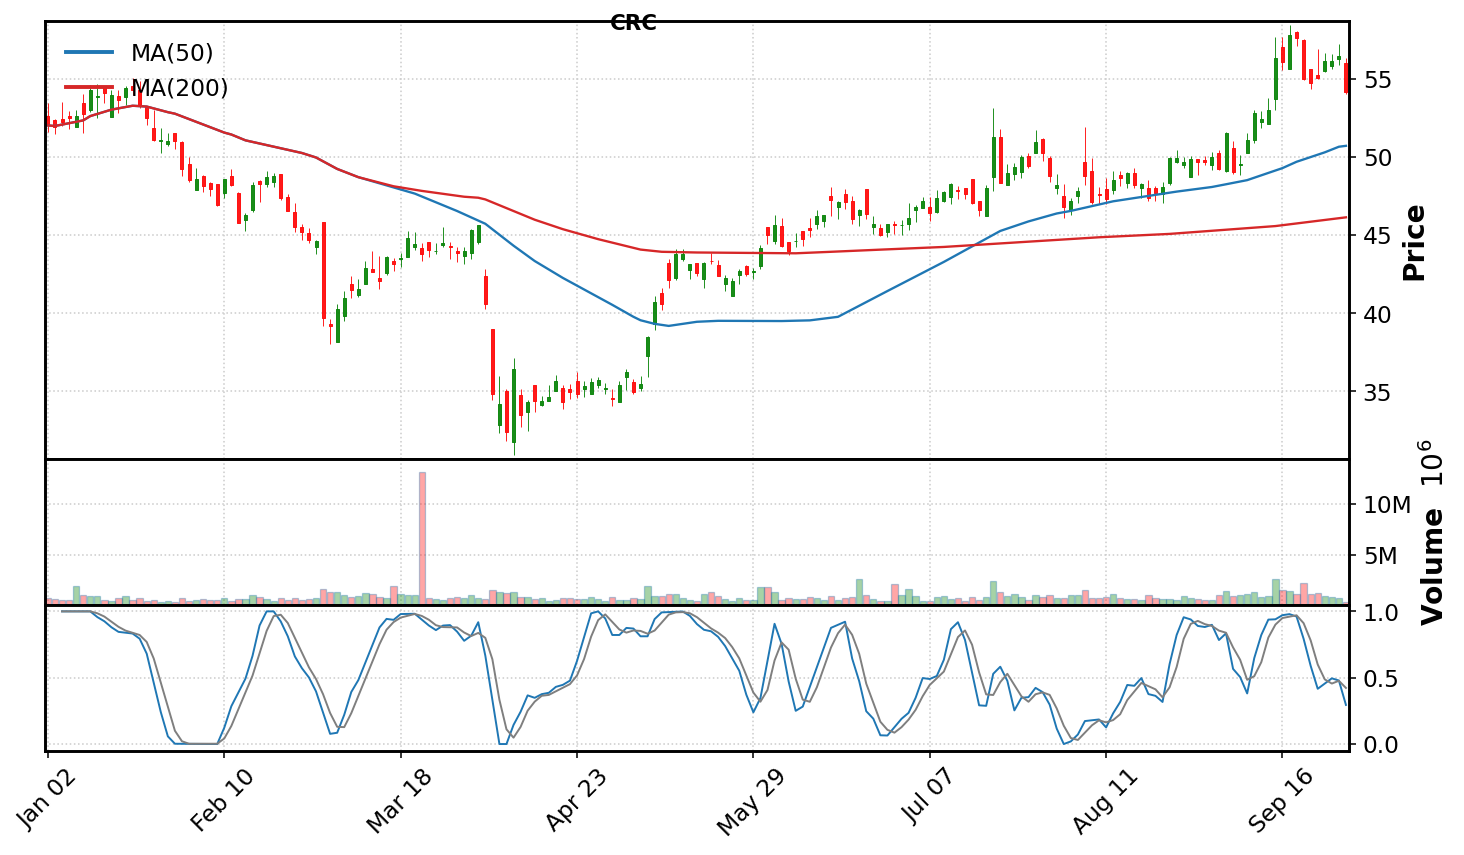 CRC
MA(50)
MA(200)
55
50
45
40
35
Price
10M
5M
Volume 10^6
1.0
0.5
0.0
Jan 02
Feb 10
Mar 18
Apr 23
May 29
Jul 07
Aug 11
Sep 16